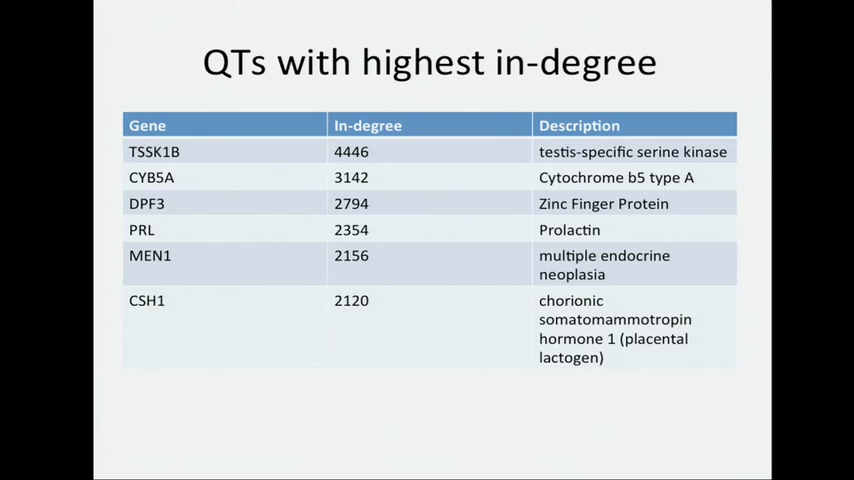 QTs with highest in-degree
Gene In-degree Description
TSSK1B 4446 testis-specific serine kinase
CYB5A 3142 Cytochrome b5 type A
DPF3 2794 Zinc Finger Protein
PRL 2354 Prolactin
MEN1 2156 multiple endocrine
neoplasia
CSH1 2120 chorionic
somatomammotropin
hormone 1 (placental
lactogen)